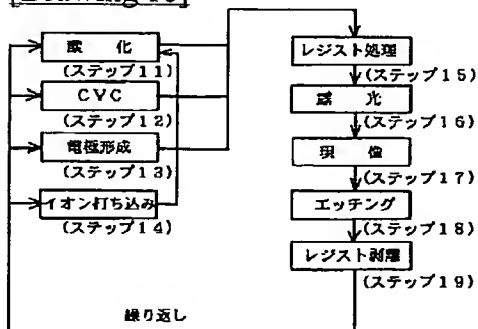 [Drawing 10]
酸 化
(ステップ11)
CVC
(ステップ12)
電極形成
(ステップ13)
イオン打ち込み
(ステップ14)
レジスト処理
(ステップ15)
露 光
(ステップ16)
現 像
(ステップ17)
エッチング
(ステップ18)
レジスト剥離
(ステップ19)
繰り返し